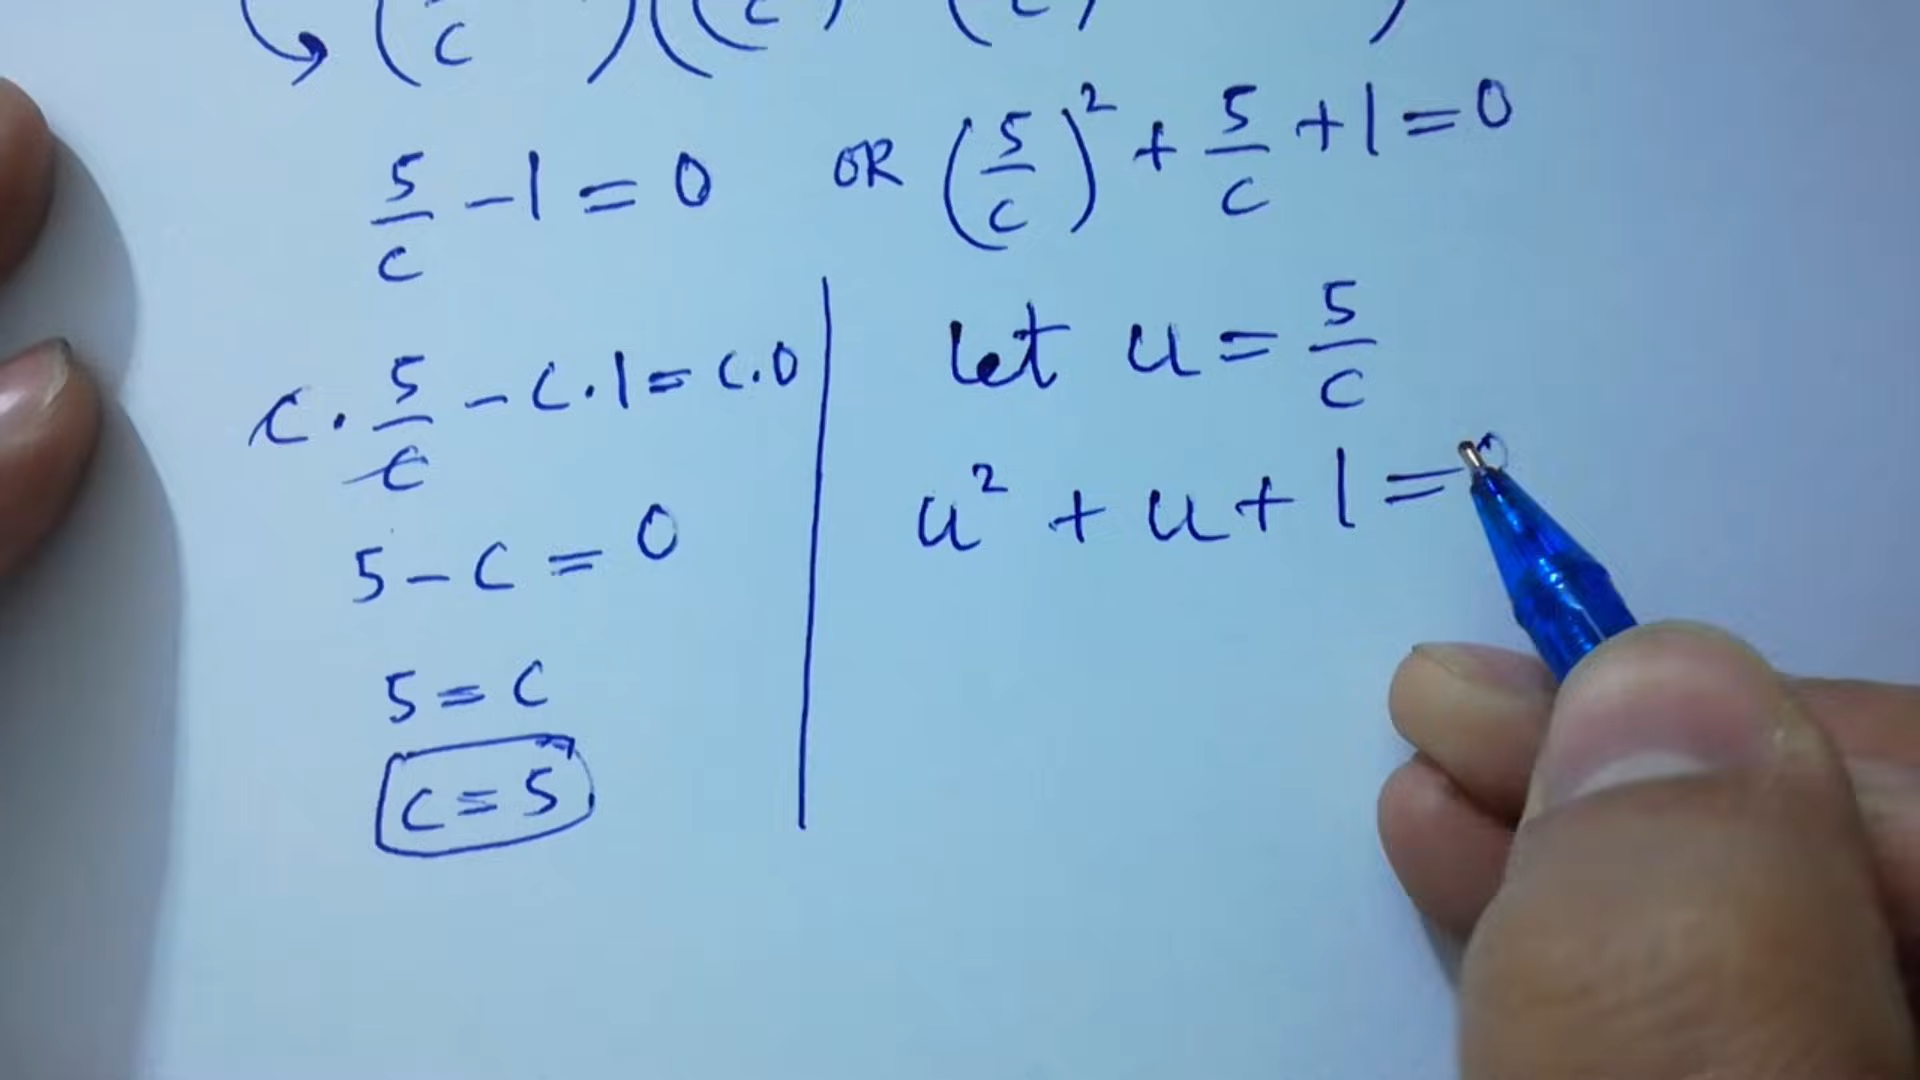 5/c - 1 = 0 OR (5/c)² + 5/c + 1 = 0
c · 5/c - c · 1 = c · 0
let u = 5/c
5 - c = 0
u² + u + 1 =
5 = c
c = 5